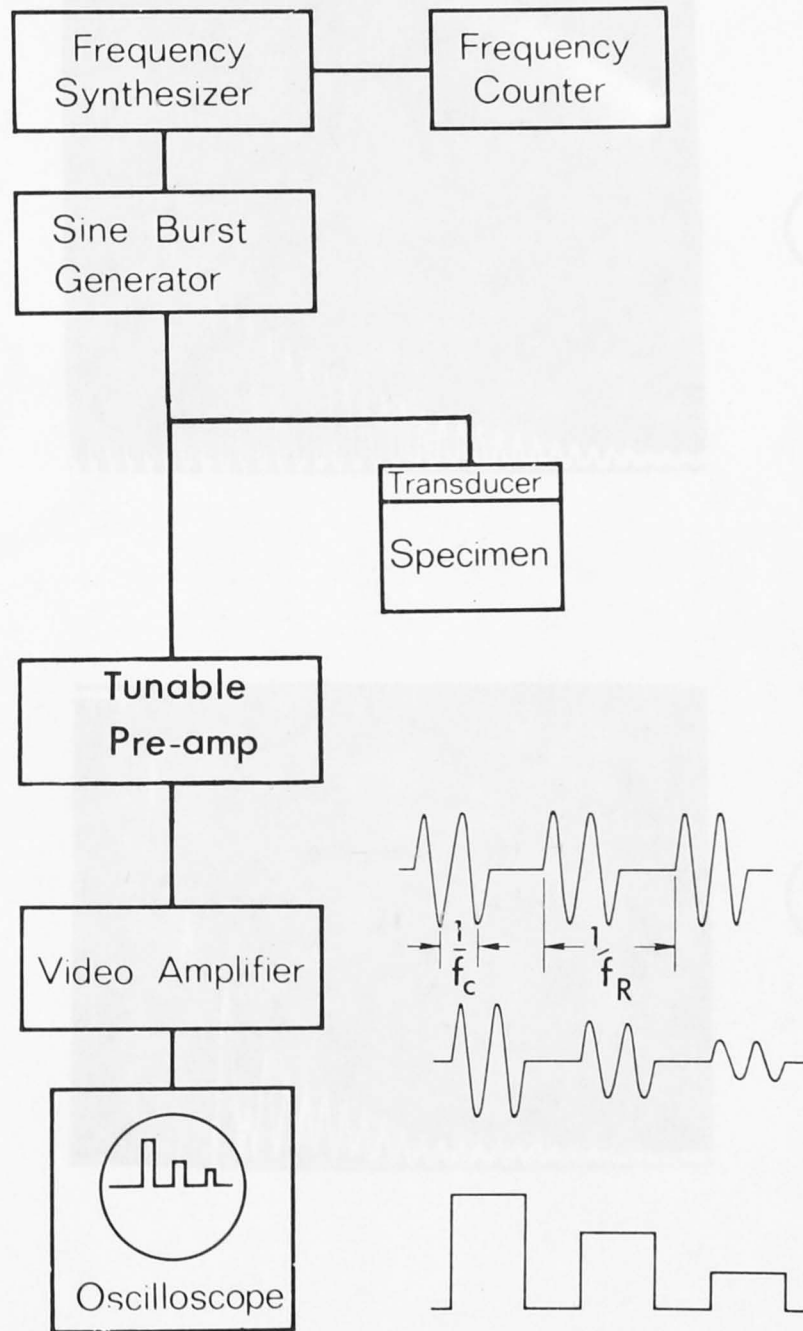 Frequency
Synthesizer
Frequency
Counter
Sine Burst
Generator
Transducer
Specimen
Tunable
Pre-amp
Video Amplifier
1/f_c
1/f_R
Oscilloscope